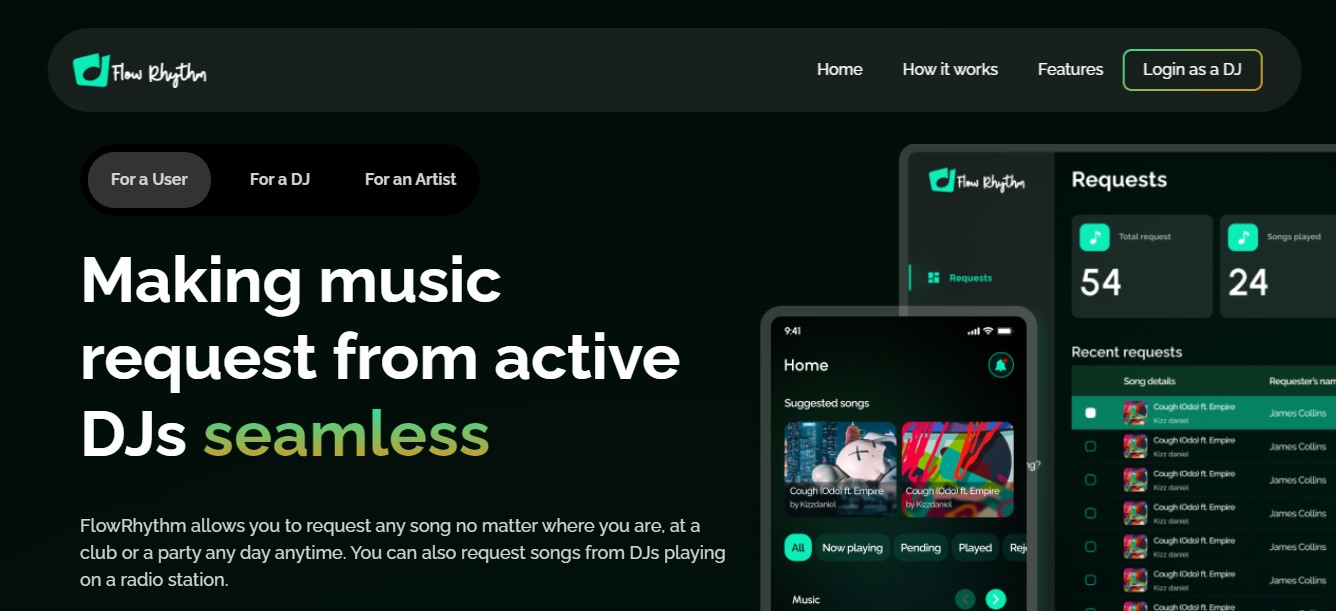 Flow Rhythm
Home How it works Features Login as a DJ
For a User For a DJ For an Artist
Making music
request from active
DJs seamless
FlowRhythm allows you to request any song no matter where you are, at a
club or a party any day anytime. You can also request songs from DJs playing
on a radio station.
Flow Rhythm
Requests
Requests
Total request Songs played
54 24
Recent requests
Song details Requester's nam
Cough (Odo) ft. Empire James Collins
Kizz daniel
Cough (Odo) ft. Empire James Collins
Kizz daniel
Cough (Odo) ft. Empire James Collins
Kizz daniel
Cough (Odo) ft. Empire James Collins
Kizz daniel
Cough (Odo) ft. Empire James Collins
Kizz daniel
Cough (Odo) ft. Empire James Collins
Kizz daniel
Cough (Odo) ft. Empire James Collins
ng?
9:41
Home
Suggested songs
Cough (Odo) ft. Empire Cough (Odo) ft. Empire
by Kizzdaniel by Kizzdaniel
All Now playing Pending Played Rej
Music